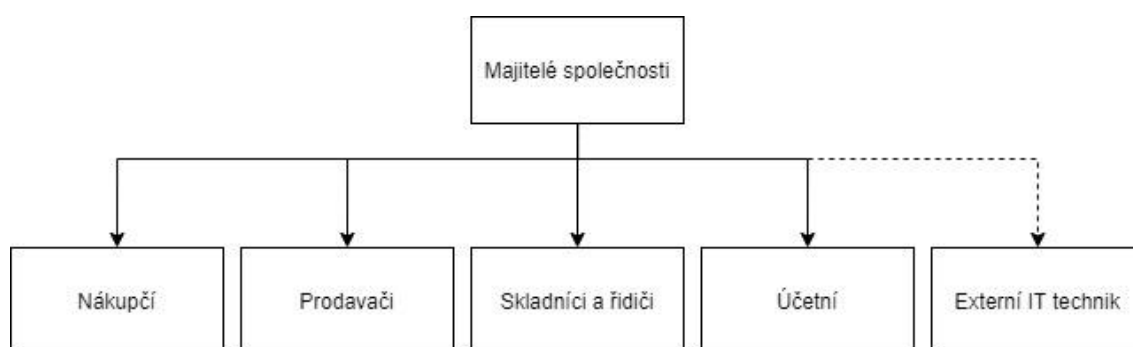 Majitelé společnosti
Nákupčí
Prodavači
Skladníci a řidiči
Účetní
Externí IT technik